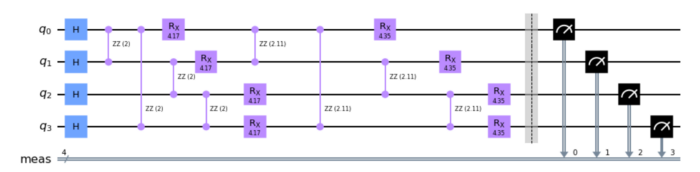 q0 H RX 4.17 RX 4.35
ZZ (2) ZZ (2.11)
q1 H RX 4.17 RX 4.35
ZZ (2) ZZ (2.11)
q2 H RX 4.17 RX 4.35
ZZ (2) ZZ (2) ZZ (2.11) ZZ (2.11)
q3 H RX 4.17 RX 4.35
meas 4 0 1 2 3